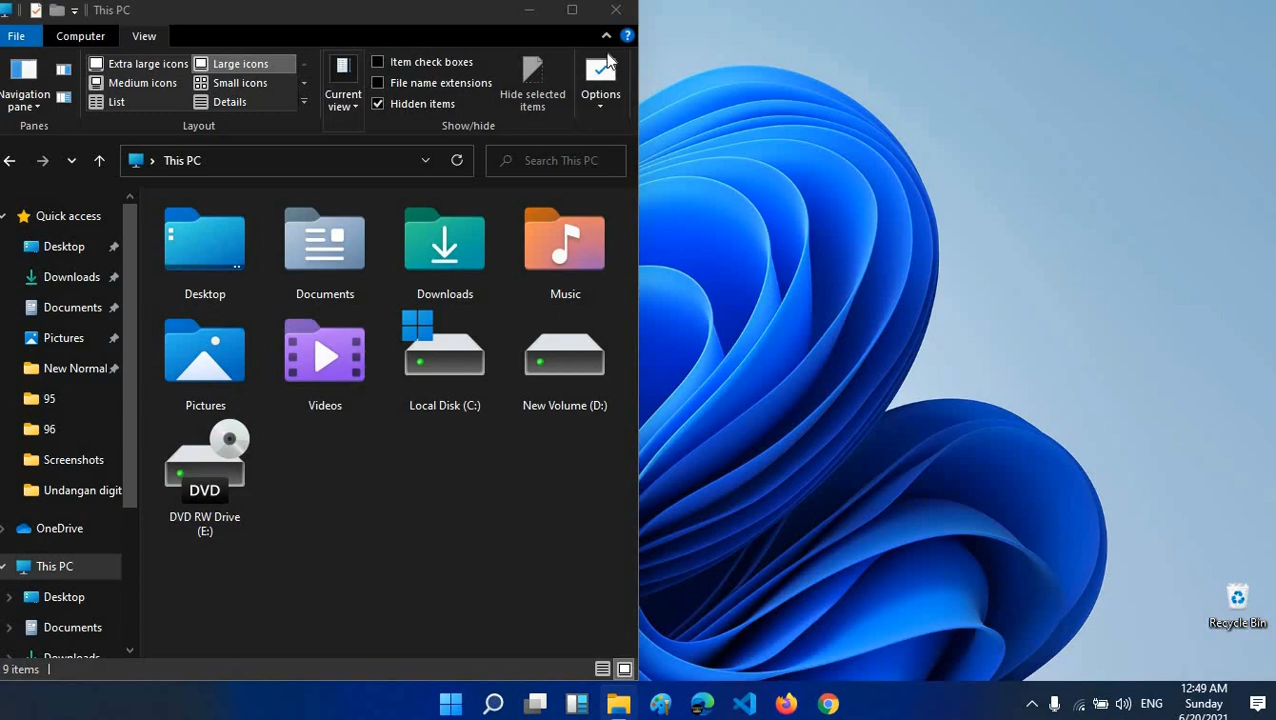 This PC
File Computer View
Extra large icons Large icons
Medium icons Small icons
List Details
Navigation pane
Current view
Item check boxes
File name extensions
Hidden items
Hide selected items
Options
Panes Layout Show/hide
This PC
Search This PC
Quick access
Desktop
Downloads
Documents
Pictures
New Normal
95
96
Screenshots
Undangan digit
OneDrive
This PC
Desktop
Documents
Downloads
Desktop Documents Downloads Music
Pictures Videos Local Disk (C:) New Volume (D:)
DVD
DVD RW Drive
(E:)
9 items
Recycle Bin
ENG
12:49 AM
Sunday
6/20/2021